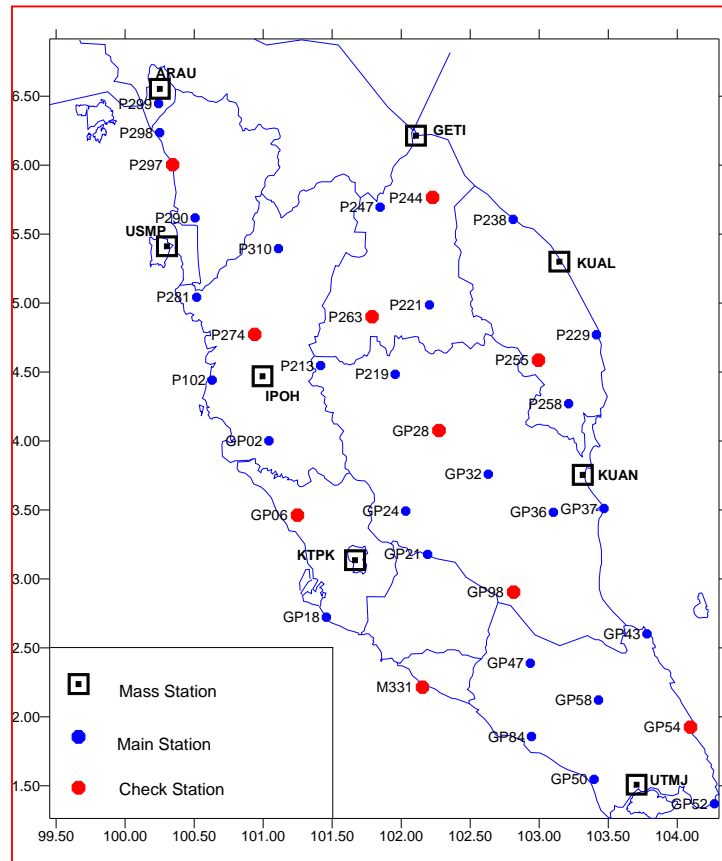 ARAU
6.50
P299
P298
GETI
6.00
P297
P244
P247
P290
P238
5.50
USMP
P310
KUAL
P281
5.00
P221
P263
P274
P229
P255
4.50
P213
P219
P102
IPOH
P258
GP28
4.00
GP02
GP32
KUAN
3.50
GP06
GP24
GP36
GP37
KTPK
GP21
3.00
GP98
GP18
GP43
2.50
GP47
M331
Mass Station
GP58
2.00
GP54
Main Station
GP84
GP50
UTMJ
Check Station
1.50
GP52
99.50 100.00 100.50 101.00 101.50 102.00 102.50 103.00 103.50 104.00